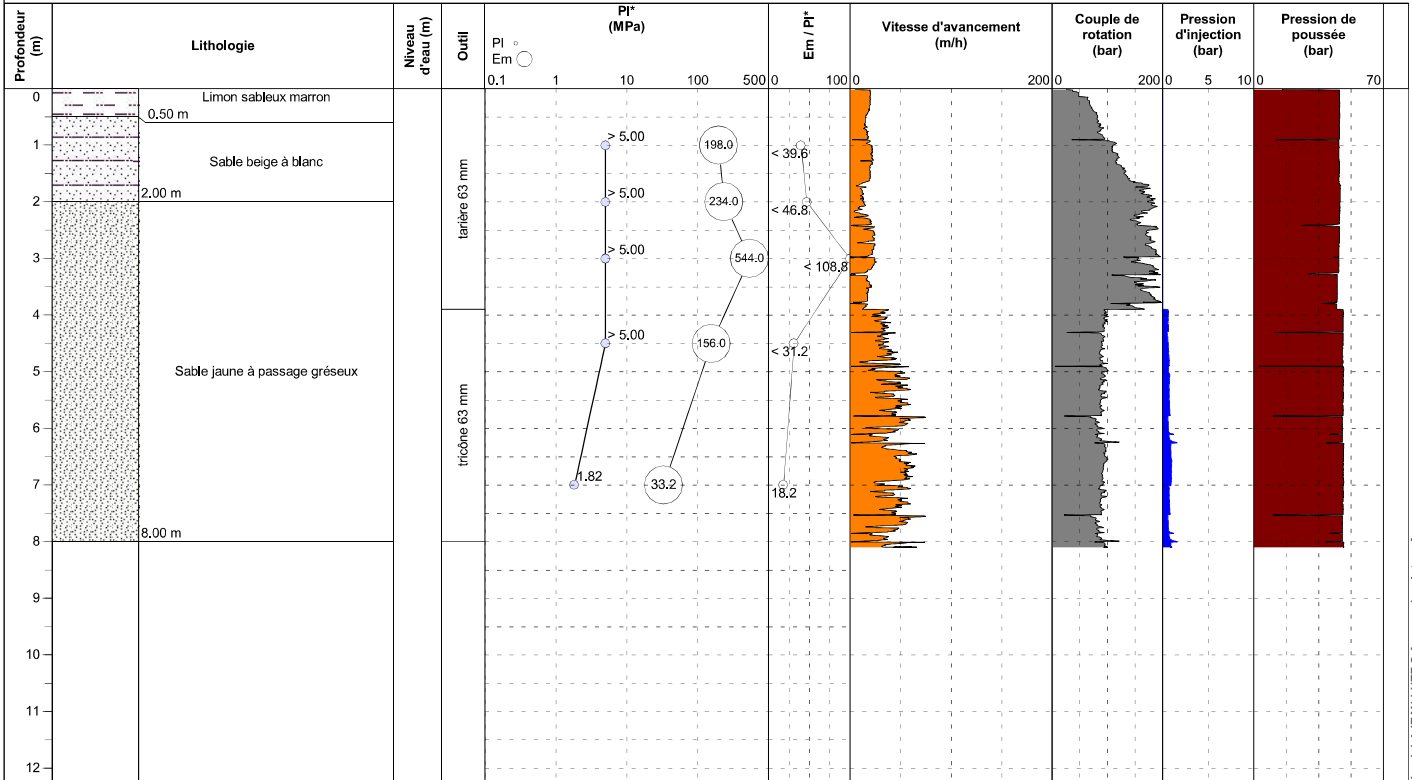 Profondeur (m)
Lithologie
Niveau d'eau (m)
Outil
Pl*
(MPa)
Pl
Em
0.1 1 10 100 500
Em / Pl*
0 100
Vitesse d'avancement
(m/h)
0 200
Couple de
rotation
(bar)
0 200
Pression
d'injection
(bar)
0 5 10
Pression de
poussée
(bar)
0 70
0
Limon sableux marron
0.50 m
> 5.00
198.0
< 39.6
1
Sable beige à blanc
tarière 63 mm
2.00 m
2
> 5.00
234.0
< 46.8
3
> 5.00
544.0
< 108.8
4
> 5.00
156.0
< 31.2
5
Sable jaune à passage gréseux
6
tricône 63 mm
7
1.82
33.2
18.2
8.00 m
8
9
10
11
12